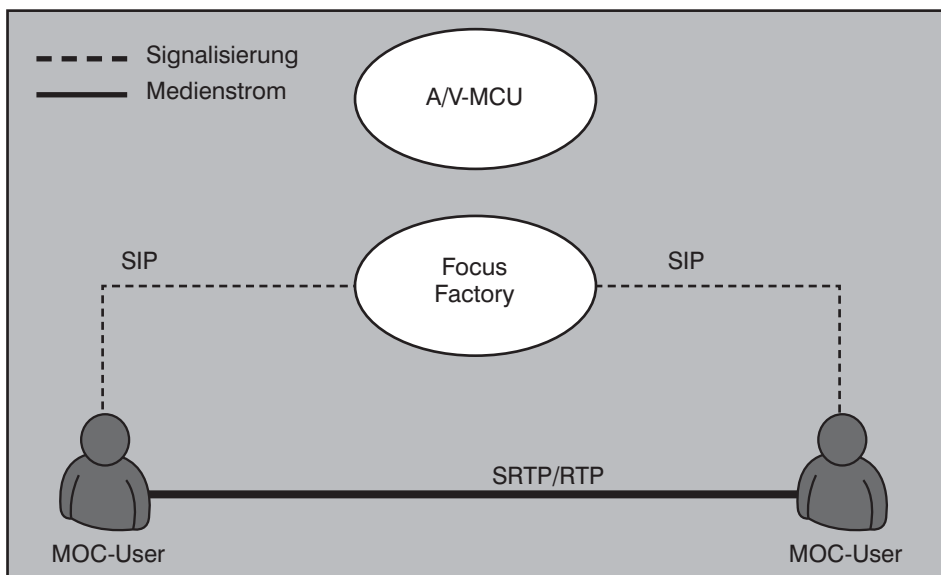 Signalisierung
Medienstrom
A/V-MCU
SIP
Focus
Factory
SIP
SRTP/RTP
MOC-User
MOC-User